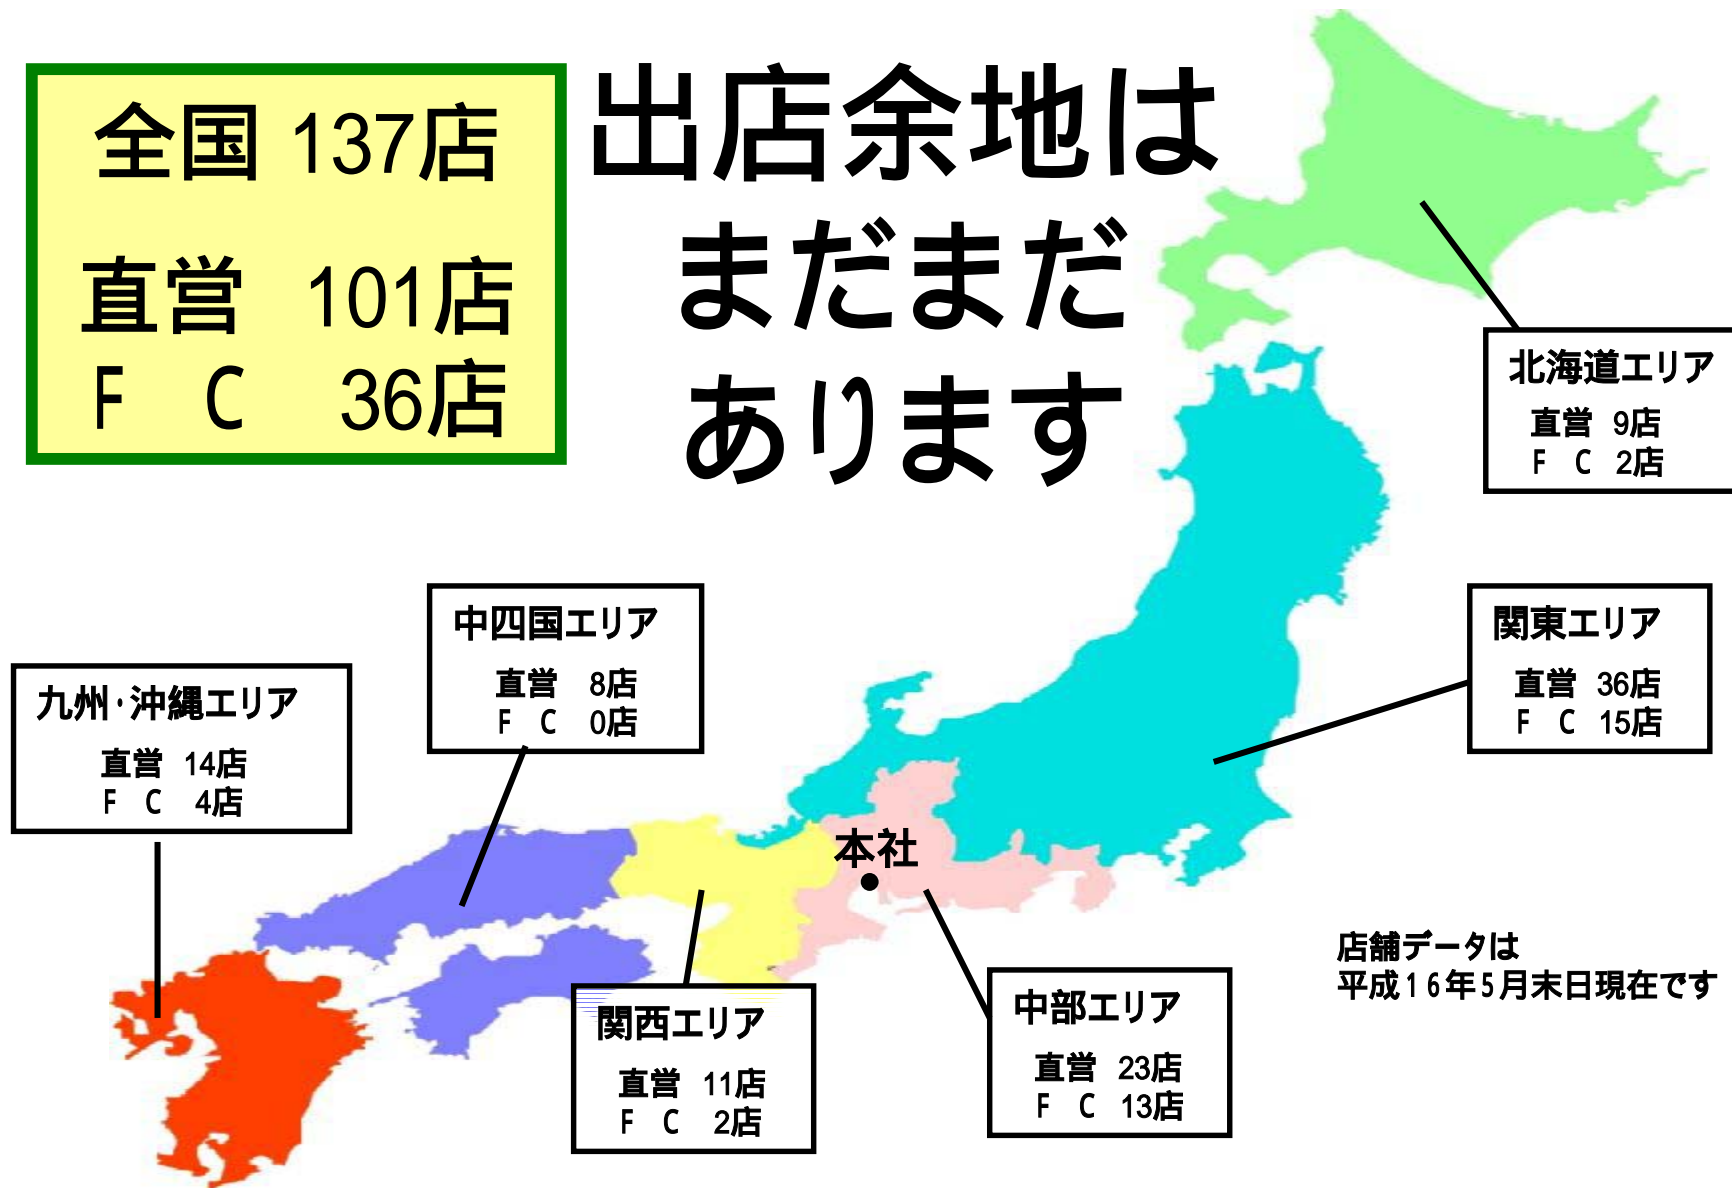 全国 137店
直営 101店
F C 36店
出店余地は
まだまだ
あります
北海道エリア
直営 9店
F C 2店
関東エリア
直営 36店
F C 15店
中四国エリア
直営 8店
F C 0店
九州・沖縄エリア
直営 14店
F C 4店
本社
関西エリア
直営 11店
F C 2店
中部エリア
直営 23店
F C 13店
店舗データは
平成16年5月末日現在です